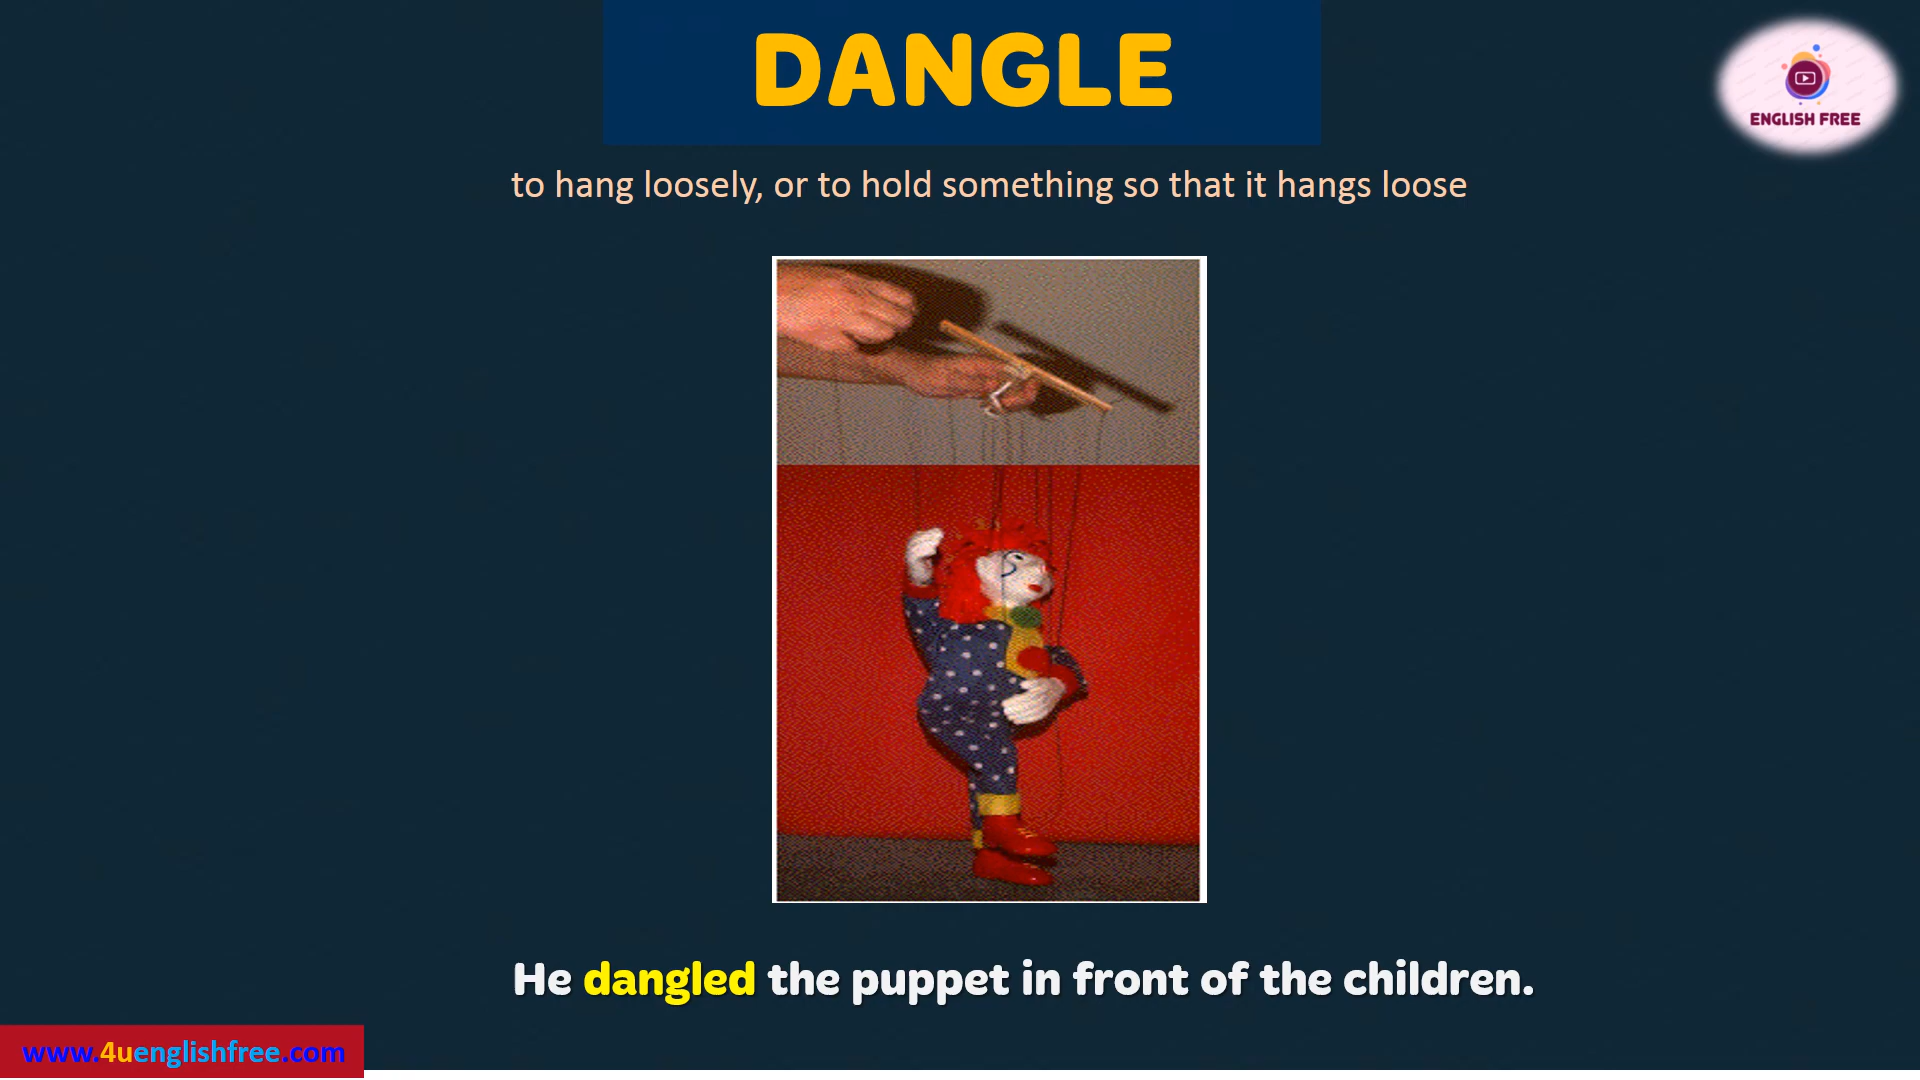 DANGLE
ENGLISH FREE
to hang loosely, or to hold something so that it hangs loose
He dangled the puppet in front of the children.
www.4uenglishfree.com